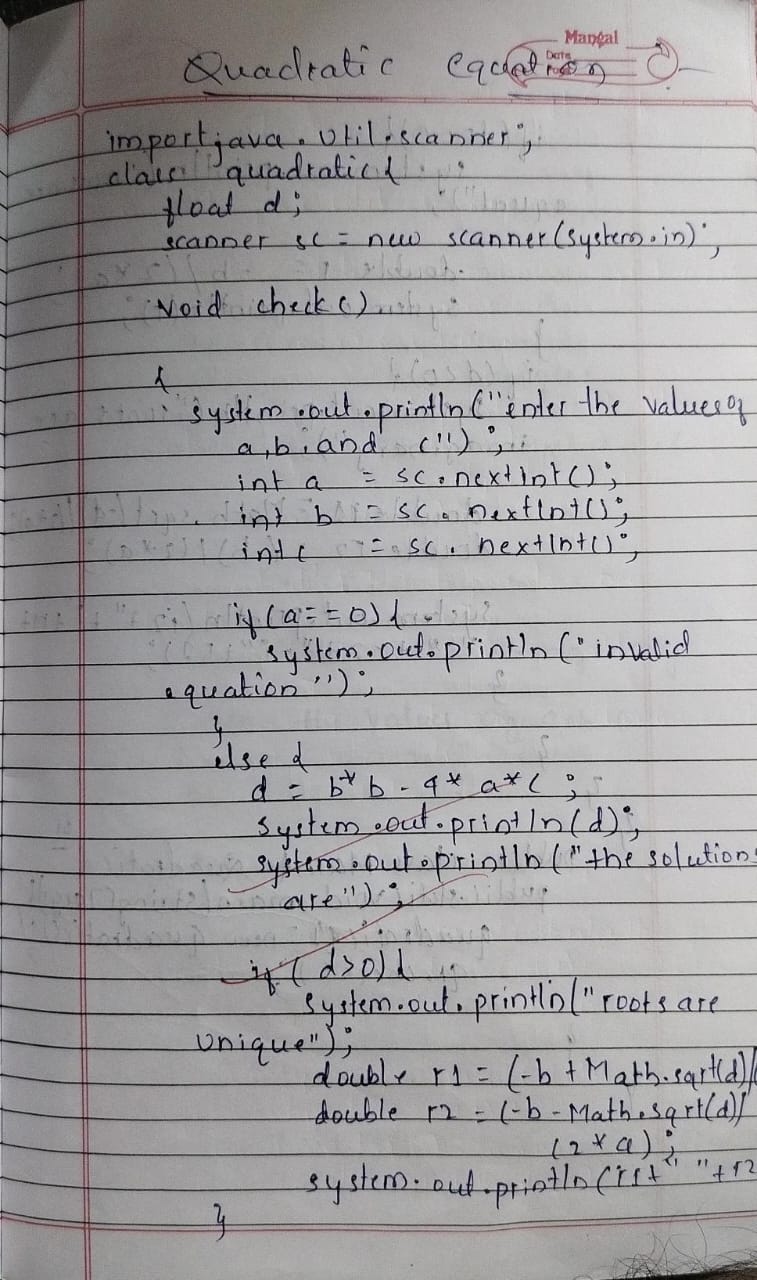 Mangal
Date
Quadratic equation
import java.util.scanner;
class quadratic{
float d;
scanner sc = new scanner(system.in);
void check()
{
system.out.println("enter the values of
a,b,and c");
int a = sc.nextint();
int b = sc.nextInt();
int c = sc.nextInt();
if (a==0){
system.out.println("invalid
equation");
}
else {
d = b*b-4*a*c;
system.out.println(d);
system.out.println("the solution
are");
if (d>0){
system.out.println("roots are
unique");
double r1 = (-b+Math.sqrt(d)/
double r2 = (-b-Math.sqrt(d)/
(2*a);
system.out.println(r1+" "+r2
}